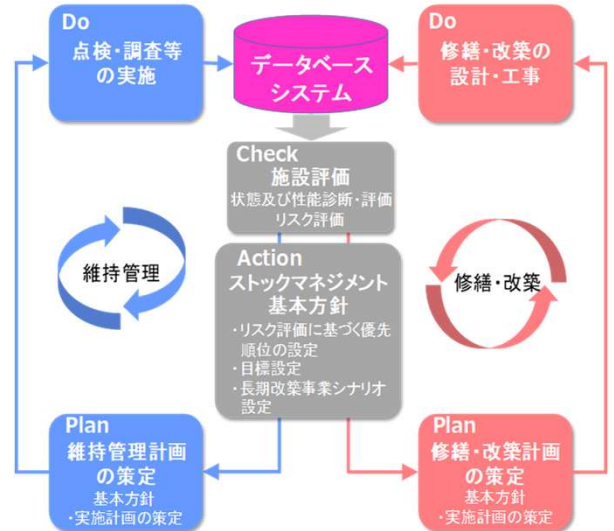 Do
点検・調査等
の実施
データベース
システム
Do
修繕・改築の
設計・工事
Check
施設評価
状態及び性能診断・評価
リスク評価
維持管理
Action
ストックマネジメント
基本方針
・リスク評価に基づく優先
順位の設定
・目標設定
・長期改築事業シナリオ
設定
修繕・改築
Plan
維持管理計画
の策定
基本方針
・実施計画の策定
Plan
修繕・改築計画
の策定
基本方針
・実施計画の策定